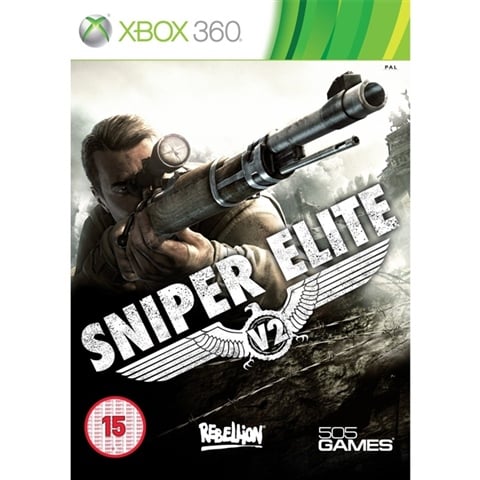 XBOX 360
PAL
SNIPER ELITE
V2
15
REBELLION
505
GAMES